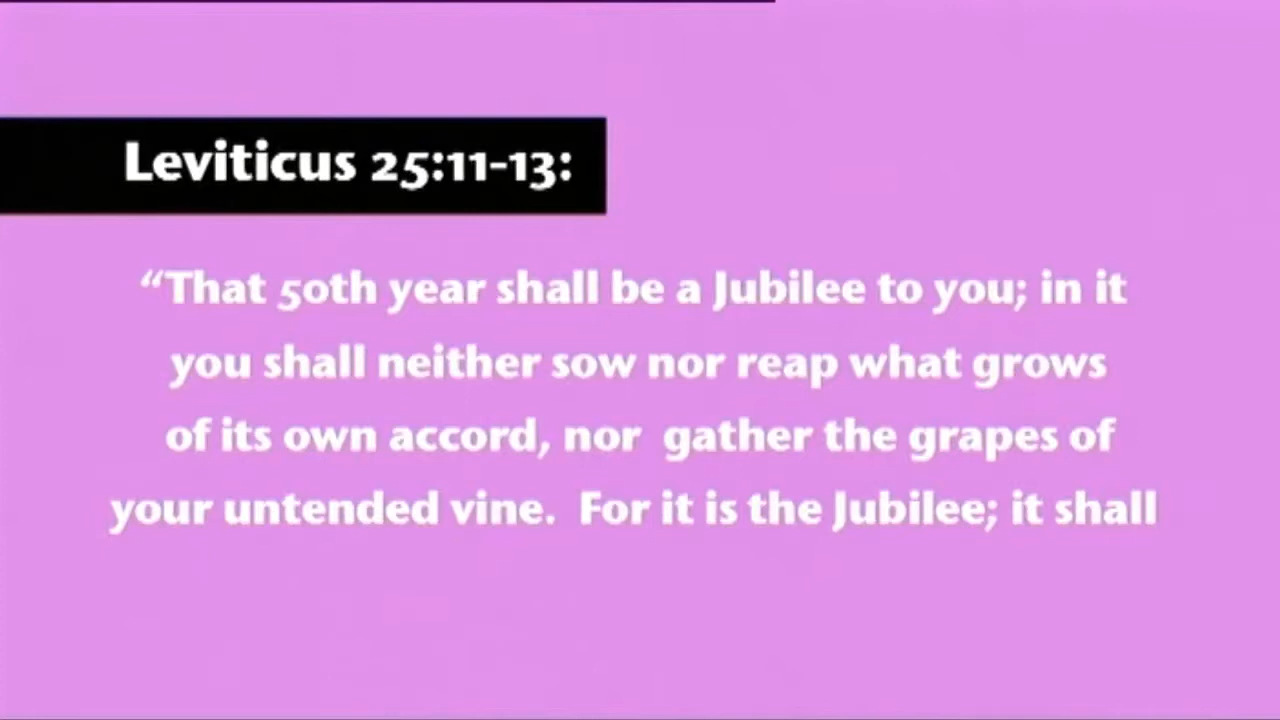 Leviticus 25:11-13:
“That 50th year shall be a Jubilee to you; in it
you shall neither sow nor reap what grows
of its own accord, nor  gather the grapes of
your untended vine.  For it is the Jubilee; it shall